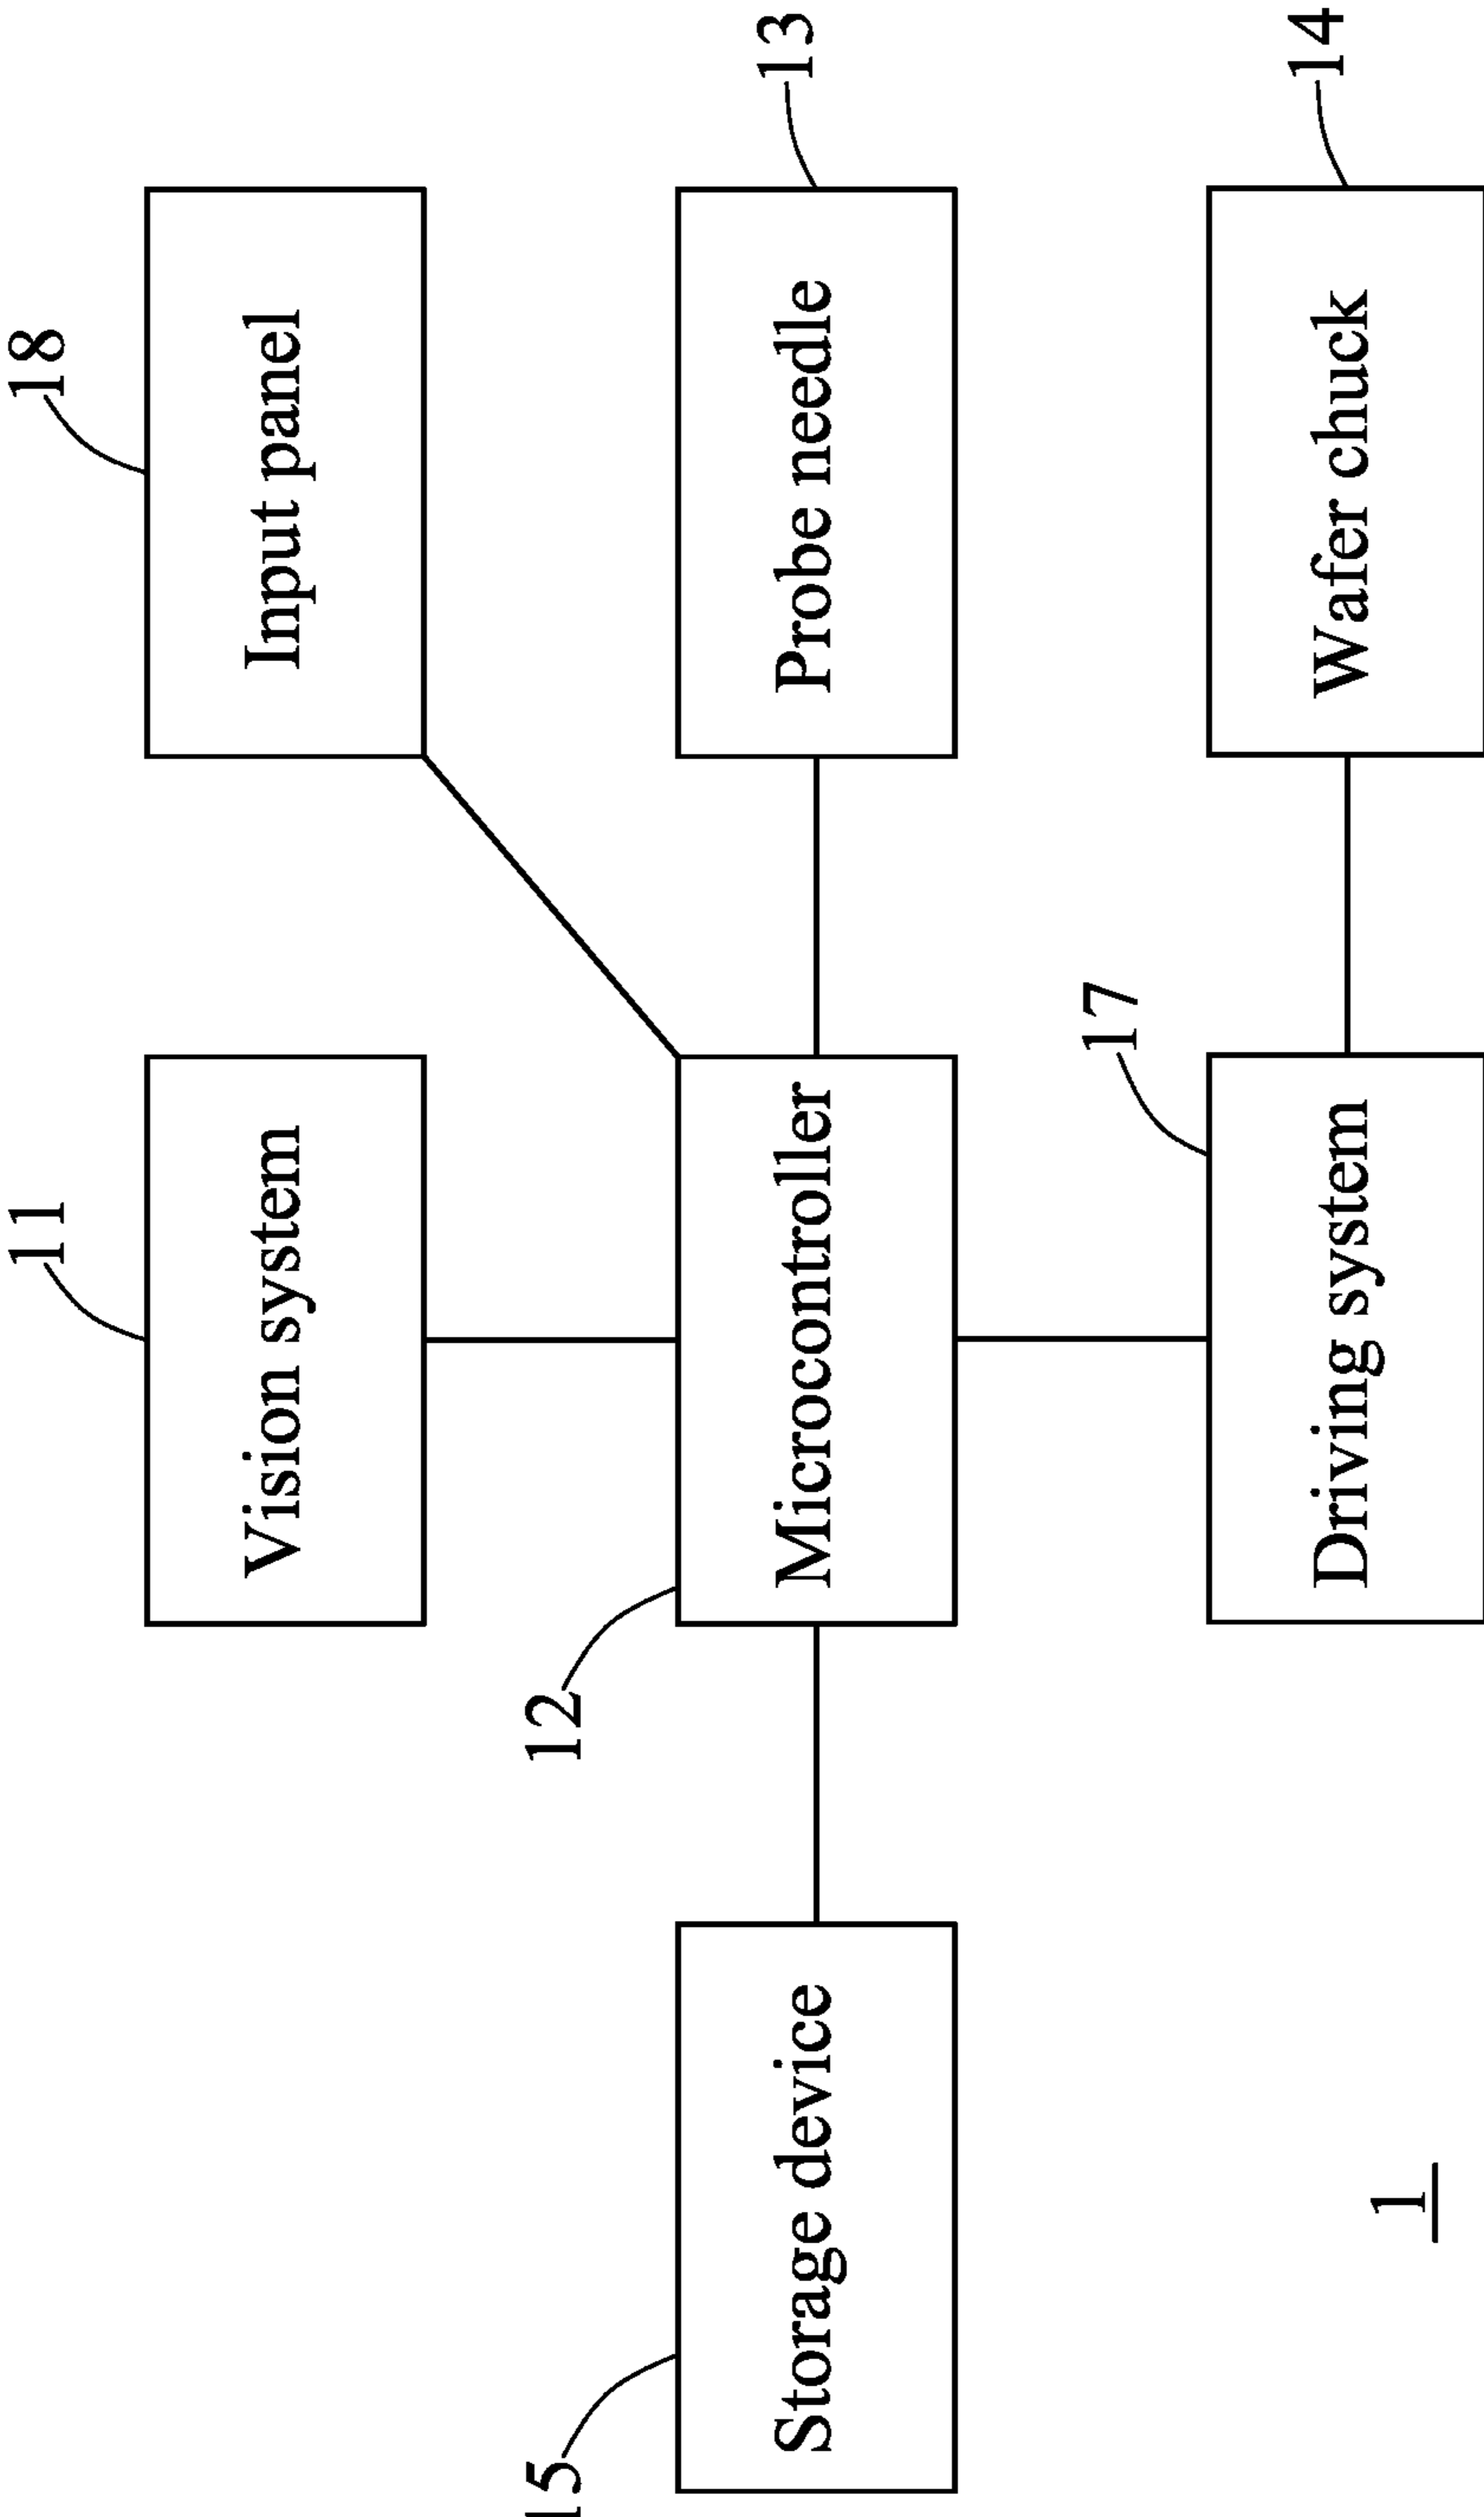 11
18
Vision system
Input panel
15
12
13
Storage device
Microcontroller
Probe needle
17
14
Driving system
Wafer chuck
1